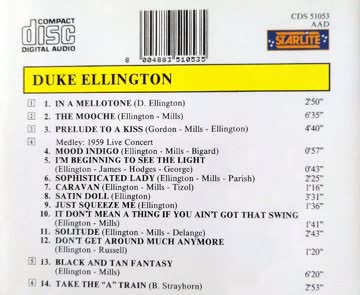 COMPACT
disc
DIGITAL AUDIO
8 004883 510535
CDS 51053
AAD
STARLITE
DUKE ELLINGTON
1 1. IN A MELLOTONE (D. Ellington) 2'50"
2 2. THE MOOCHE (Ellington - Mills) 6'35"
3 3. PRELUDE TO A KISS (Gordon - Mills - Ellington) 4'40"
4 Medley: 1959 Live Concert
4. MOOD INDIGO (Ellington - Mills - Bigard) 0'57"
5. I'M BEGINNING TO SEE THE LIGHT
(Ellington - James - Hodges - George) 0'43"
6. SOPHISTICATED LADY (Ellington - Mills - Parish) 2'25"
7. CARAVAN (Ellington - Mills - Tizol) 1'16"
8. SATIN DOLL (Ellington) 3'31"
9. JUST SQUEEZE ME (Ellington) 1'36"
10. IT DON'T MEAN A THING IF YOU AIN'T GOT THAT SWING
(Ellington - Mills) 1'41"
11. SOLITUDE (Ellington - Mills - Delange) 2'43"
12. DON'T GET AROUND MUCH ANYMORE
(Ellington - Russell) 1'20"
5 13. BLACK AND TAN FANTASY
(Ellington - Mills) 6'20"
6 14. TAKE THE "A" TRAIN (B. Strayhorn) 2'53"